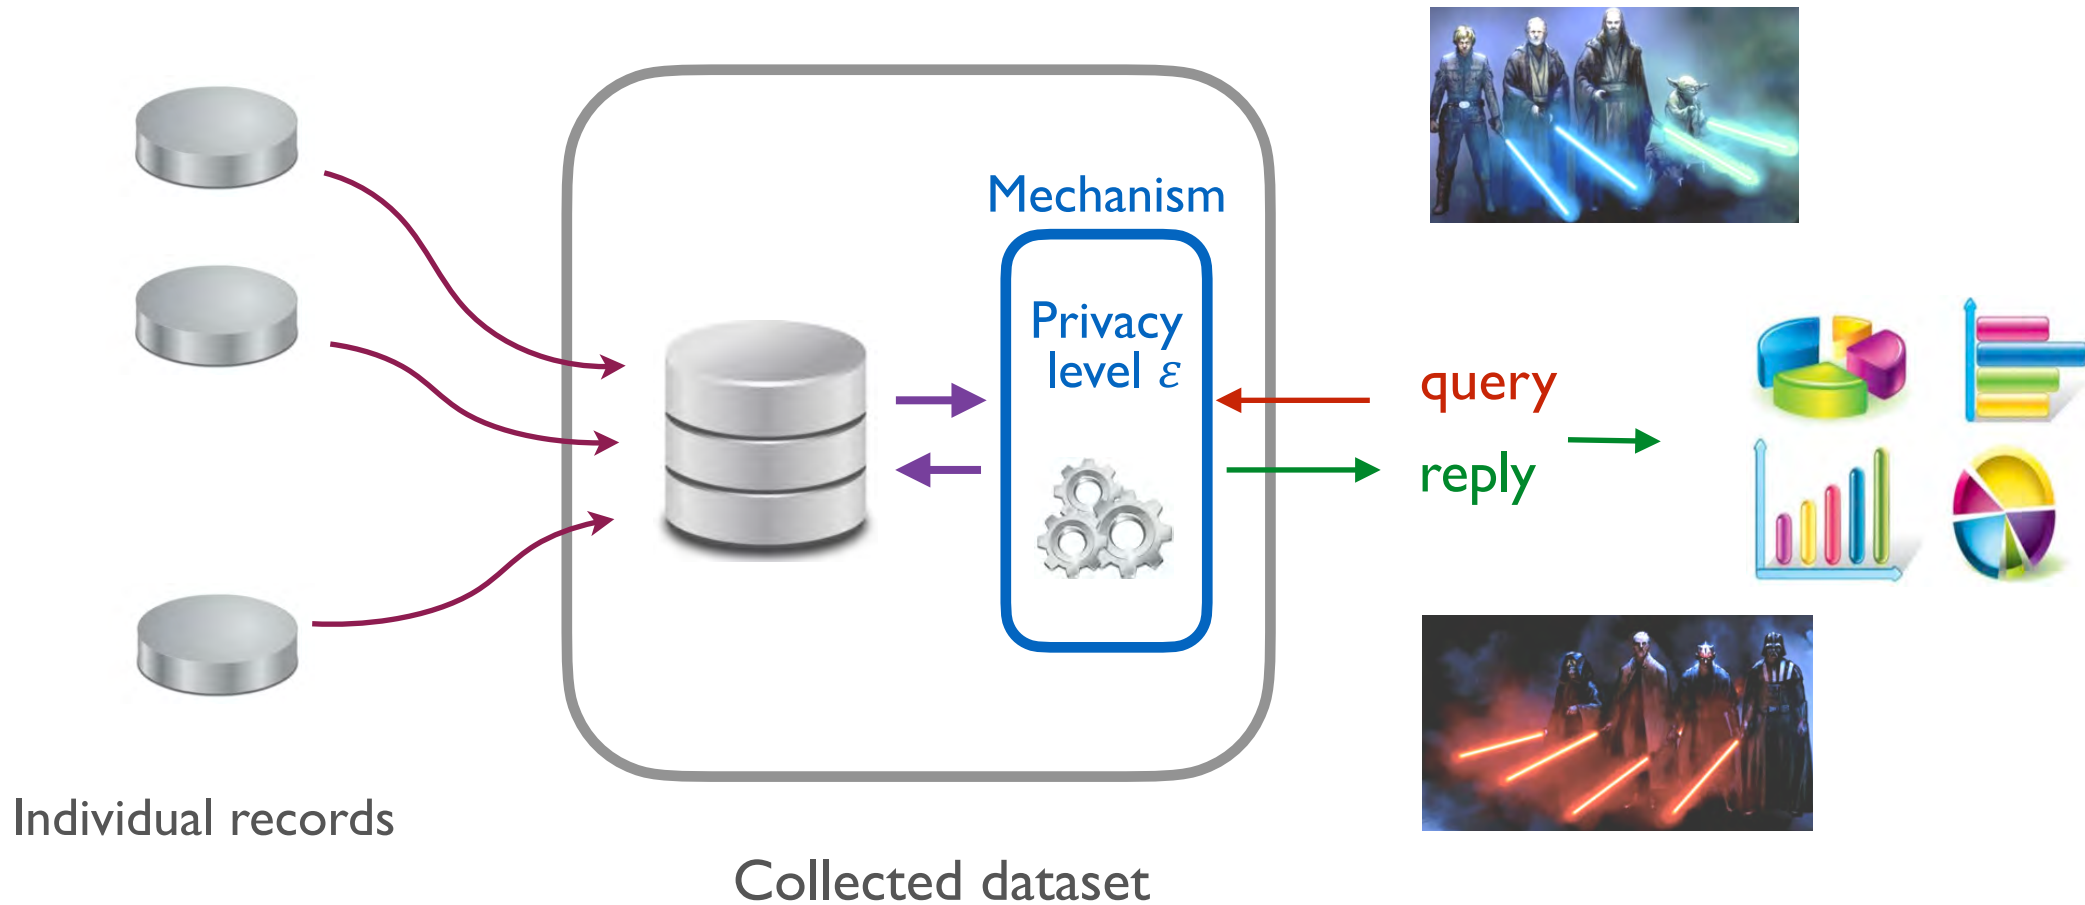 Mechanism
Privacy
level ε
query
reply
Individual records
Collected dataset